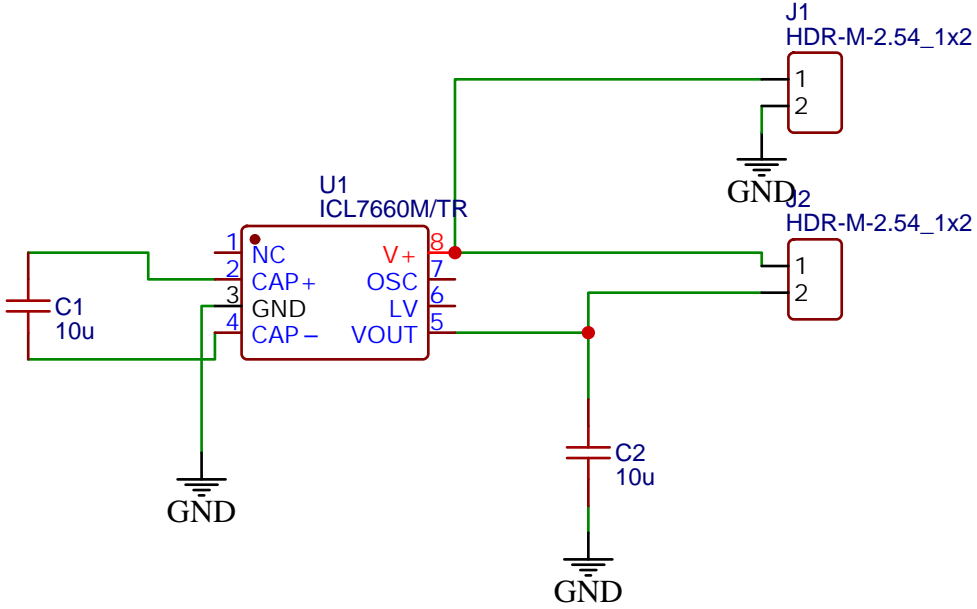 J1
HDR-M-2.54_1x2
1
2
GND
U1
ICL7660M/TR
J2
HDR-M-2.54_1x2
1
2
1 NC
2 CAP+
3 GND
4 CAP−
V+ 8
OSC 7
LV 6
VOUT 5
C1
10u
C2
10u
GND
GND